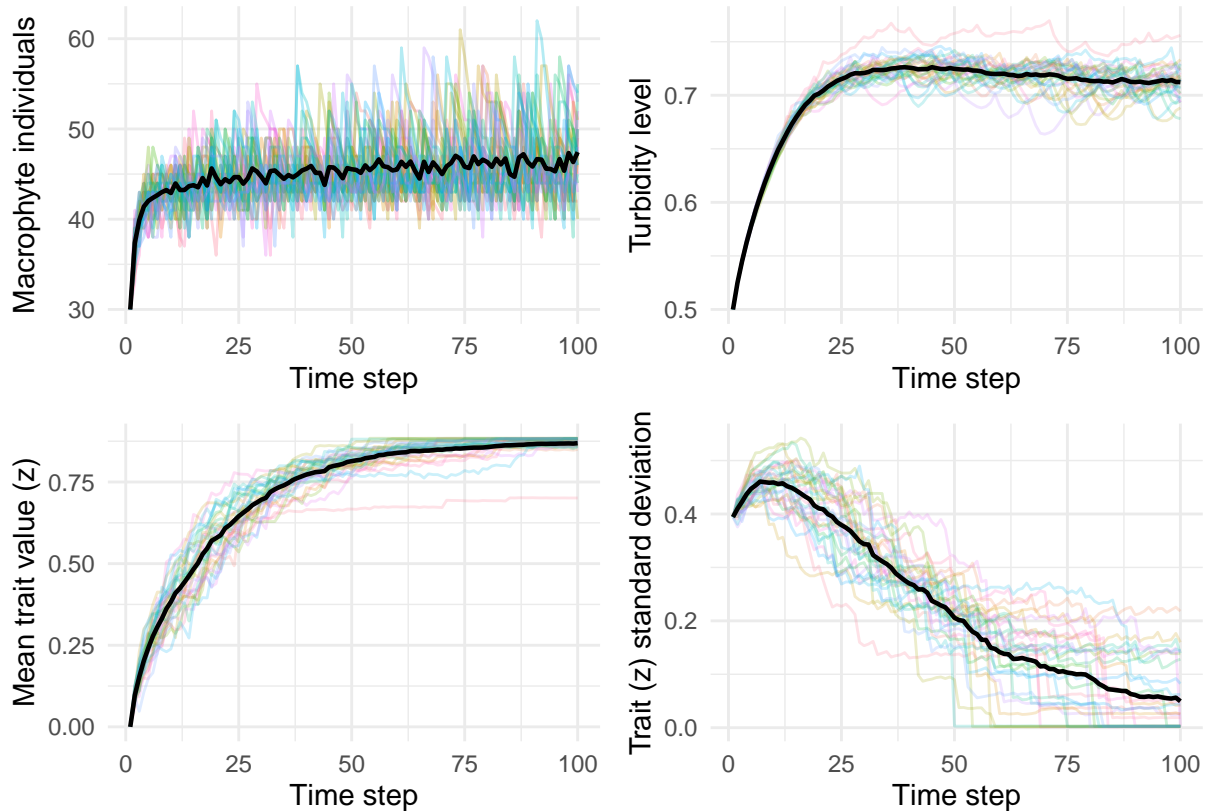 Macrophyte individuals
60
50
40
30
0 25 50 75 100
Time step
Turbidity level
0.7
0.6
0.5
0 25 50 75 100
Time step
Mean trait value (z)
0.75
0.50
0.25
0.00
0 25 50 75 100
Time step
Trait (z) standard deviation
0.4
0.2
0.0
0 25 50 75 100
Time step